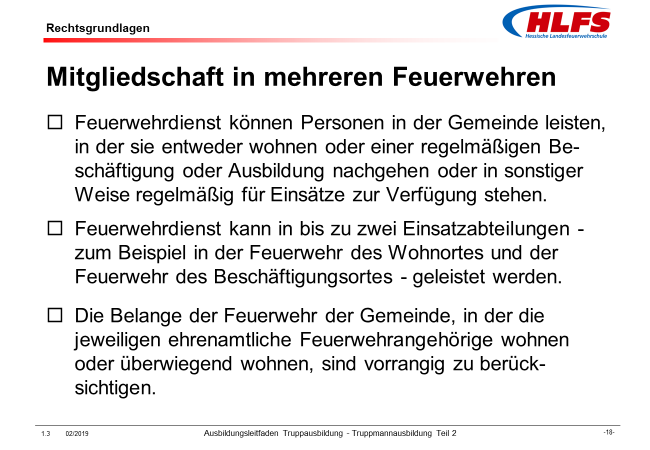 Rechtsgrundlagen
HLFS
Hessische Landesfeuerwehrschule
Mitgliedschaft in mehreren Feuerwehren
Feuerwehrdienst können Personen in der Gemeinde leisten,
in der sie entweder wohnen oder einer regelmäßigen Be-
schäftigung oder Ausbildung nachgehen oder in sonstiger
Weise regelmäßig für Einsätze zur Verfügung stehen.
Feuerwehrdienst kann in bis zu zwei Einsatzabteilungen -
zum Beispiel in der Feuerwehr des Wohnortes und der
Feuerwehr des Beschäftigungsortes - geleistet werden.
Die Belange der Feuerwehr der Gemeinde, in der die
jeweiligen ehrenamtliche Feuerwehrangehörige wohnen
oder überwiegend wohnen, sind vorrangig zu berück-
sichtigen.
1.3 02/2019 Ausbildungsleitfaden Truppausbildung - Truppmannausbildung Teil 2 -18-